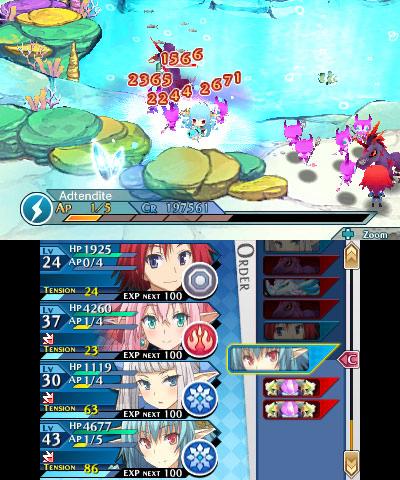 1566
2365
2671
2244
Adtendite
AP 1/5 CR 197561
Zoom
LV 24 HP 1925
AP 0/4
TENSION 24 EXP NEXT 100
LV 37 HP 4260
AP 1/4
TENSION 23 EXP NEXT 100
LV 30 HP 1119
AP 1/4
TENSION 63 EXP NEXT 100
LV 43 HP 4677
AP 1/5
TENSION 86 EXP NEXT 100
ORDER
C